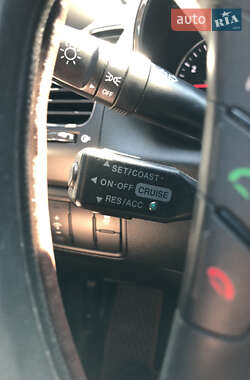 AUTO
RIA
OFF
▲ SET/COAST
◀ ON-OFF CRUISE
▼ RES/ACC